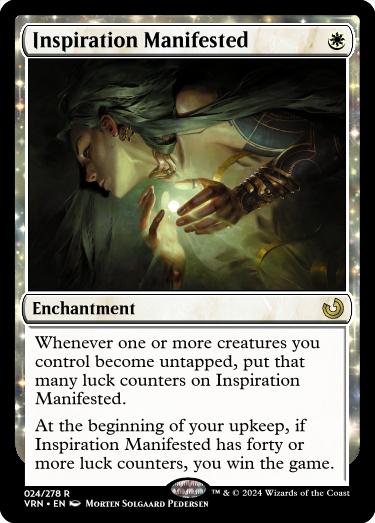 Inspiration Manifested
Enchantment
Whenever one or more creatures you
control become untapped, put that
many luck counters on Inspiration
Manifested.
At the beginning of your upkeep, if
Inspiration Manifested has forty or
more luck counters, you win the game.
024/278 R
VRN • EN Morten Solgaard Pedersen
™ & © 2024 Wizards of the Coast